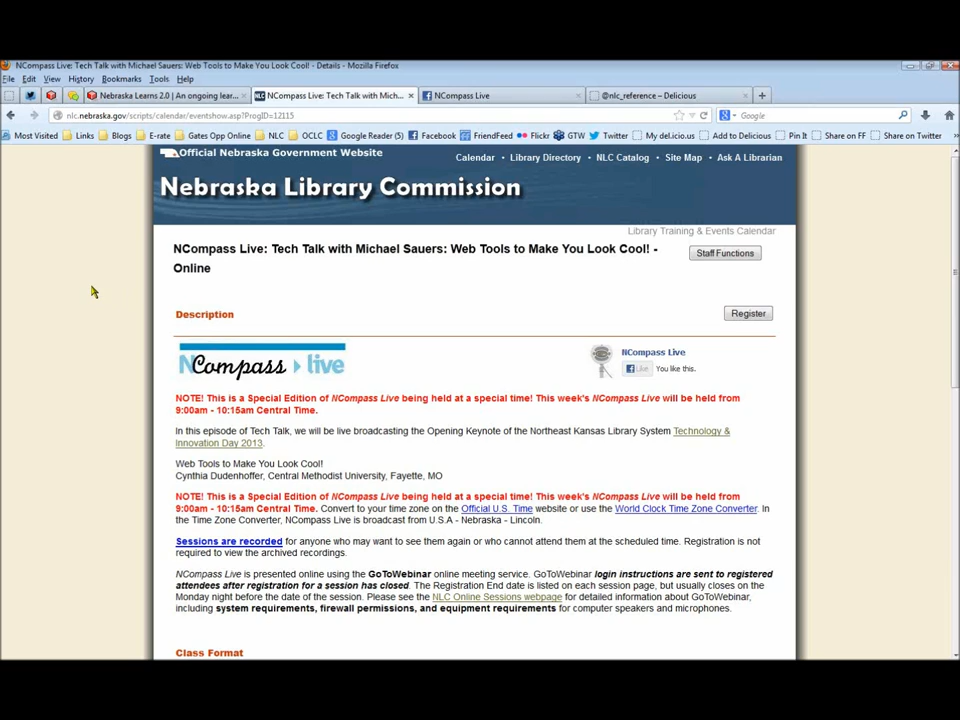 NCompass Live: Tech Talk with Michael Sauers: Web Tools to Make You Look Cool! - Details - Mozilla Firefox
File Edit View History Bookmarks Tools Help
Nebraska Learns 2.0 | An ongoing lear... × NCompass Live: Tech Talk with Mich... × NCompass Live × @nlc_reference – Delicious × +
nlc.nebraska.gov/scripts/calendar/eventshow.asp?ProgID=12115 Google
Most Visited Links Blogs E-rate Gates Opp Online NLC OCLC Google Reader (5) Facebook FriendFeed Flickr GTW Twitter My del.icio.us Add to Delicious Pin It Share on FF Share on Twitter
Official Nebraska Government Website
Calendar • Library Directory • NLC Catalog • Site Map • Ask A Librarian
Nebraska Library Commission
Library Training & Events Calendar
NCompass Live: Tech Talk with Michael Sauers: Web Tools to Make You Look Cool! -
Online
Staff Functions
Description
Register
NCompass live
NCompass Live
Like You like this.
NOTE! This is a Special Edition of NCompass Live being held at a special time! This week's NCompass Live will be held from
9:00am - 10:15am Central Time.
In this episode of Tech Talk, we will be live broadcasting the Opening Keynote of the Northeast Kansas Library System Technology &
Innovation Day 2013.
Web Tools to Make You Look Cool!
Cynthia Dudenhoffer, Central Methodist University, Fayette, MO
NOTE! This is a Special Edition of NCompass Live being held at a special time! This week's NCompass Live will be held from
9:00am - 10:15am Central Time. Convert to your time zone on the Official U.S. Time website or use the World Clock Time Zone Converter. In
the Time Zone Converter, NCompass Live is broadcast from U.S.A - Nebraska - Lincoln.
Sessions are recorded for anyone who may want to see them again or who cannot attend them at the scheduled time. Registration is not
required to view the archived recordings.
NCompass Live is presented online using the GoToWebinar online meeting service. GoToWebinar login instructions are sent to registered
attendees after registration for a session has closed. The Registration End date is listed on each session page, but usually closes on the
Monday night before the date of the session. Please see the NLC Online Sessions webpage for detailed information about GoToWebinar,
including system requirements, firewall permissions, and equipment requirements for computer speakers and microphones.
Class Format